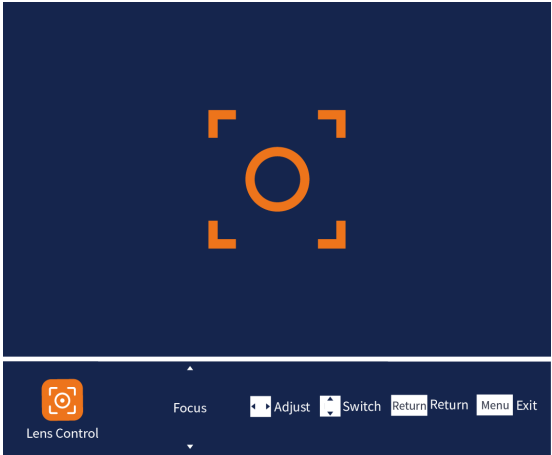 Lens Control
Focus
Adjust
Switch
Return Return
Menu Exit